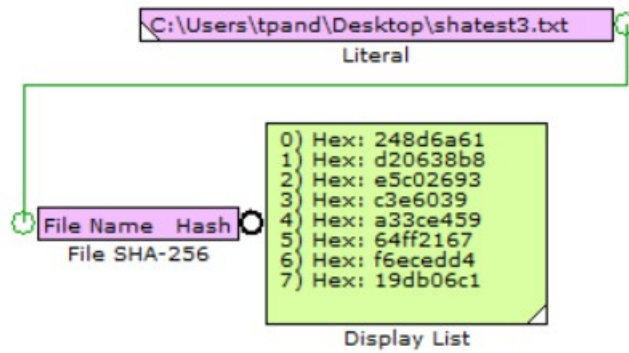 C:\Users\tpand\Desktop\shatest3.txt
Literal
0) Hex: 248d6a61
1) Hex: d20638b8
2) Hex: e5c02693
3) Hex: c3e6039
4) Hex: a33ce459
5) Hex: 64ff2167
6) Hex: f6ecedd4
7) Hex: 19db06c1
File Name Hash
File SHA-256
Display List